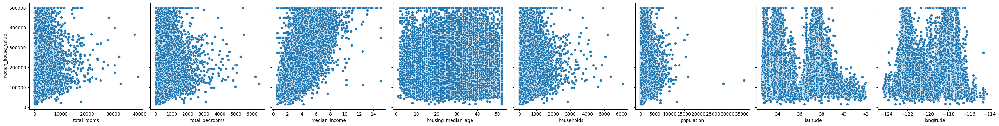 median_house_value
500000
400000
300000
200000
100000
0
0 10000 20000 30000 40000
total_rooms
0 1000 2000 3000 4000 5000 6000
total_bedrooms
0 2 4 6 8 10 12 14
median_income
0 10 20 30 40 50
housing_median_age
0 1000 2000 3000 4000 5000 6000
households
0 5000 10000 15000 20000 25000 30000 35000
population
34 36 38 40 42
latitude
−124 −122 −120 −118 −116 −114
longitude